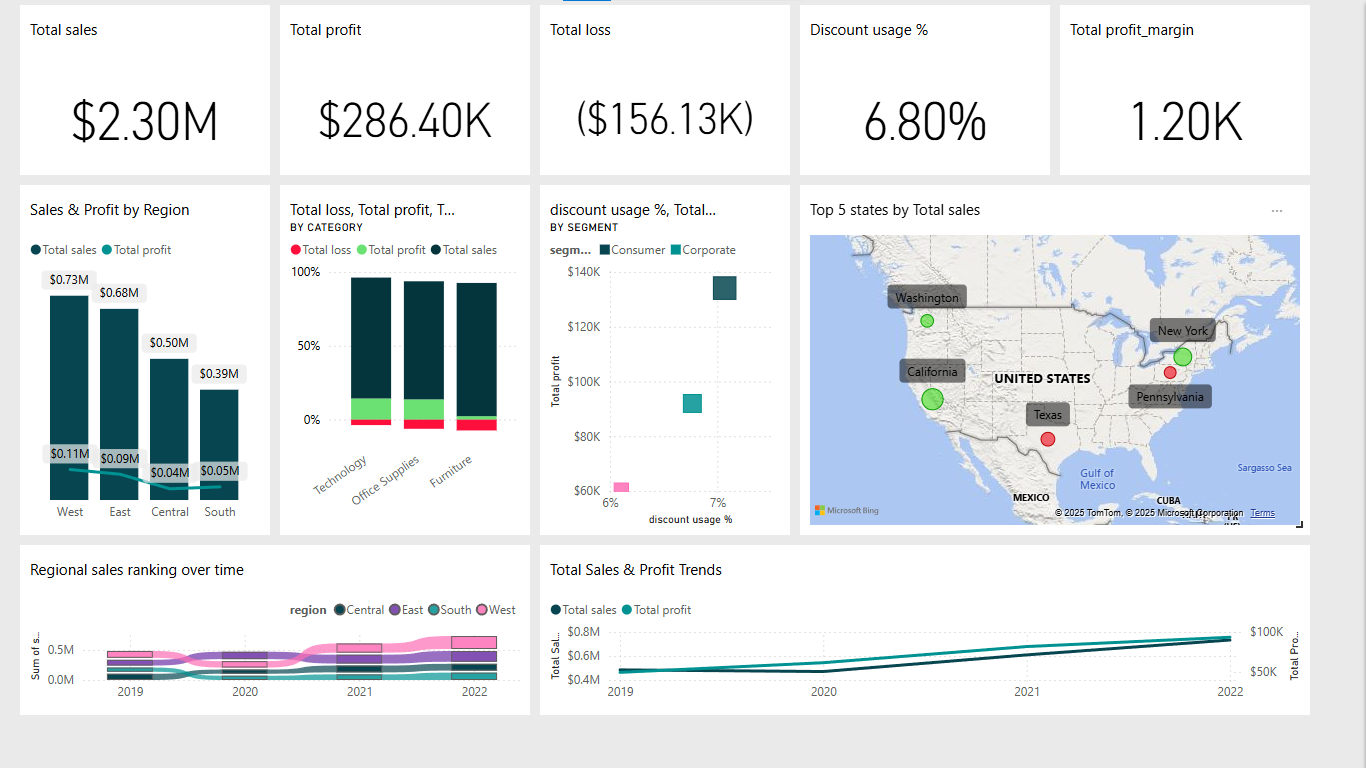 Total sales
$2.30M
Total profit
$286.40K
Total loss
($156.13K)
Discount usage %
6.80%
Total profit_margin
1.20K
Sales & Profit by Region
Total sales Total profit
$0.73M
$0.68M
$0.50M
$0.39M
$0.11M
$0.09M
$0.04M
$0.05M
West East Central South
Total loss, Total profit, T...
BY CATEGORY
Total loss Total profit Total sales
100%
50%
0%
Technology
Office Supplies
Furniture
discount usage %, Total...
BY SEGMENT
segm... Consumer Corporate
Total profit
$140K
$120K
$100K
$80K
$60K
6% 7%
discount usage %
Top 5 states by Total sales
...
Washington
New York
California
UNITED STATES
Pennsylvania
Texas
Gulf of
Mexico
Sargasso Sea
MEXICO
CUBA
Microsoft Bing
© 2025 TomTom, © 2025 Microsoft Corporation Terms
Regional sales ranking over time
region Central East South West
Sum of s...
0.5M
0.0M
2019 2020 2021 2022
Total Sales & Profit Trends
Total sales Total profit
Total Sal...
$0.8M
$0.6M
$0.4M
2019 2020 2021 2022
$100K
$50K
Total Pro...